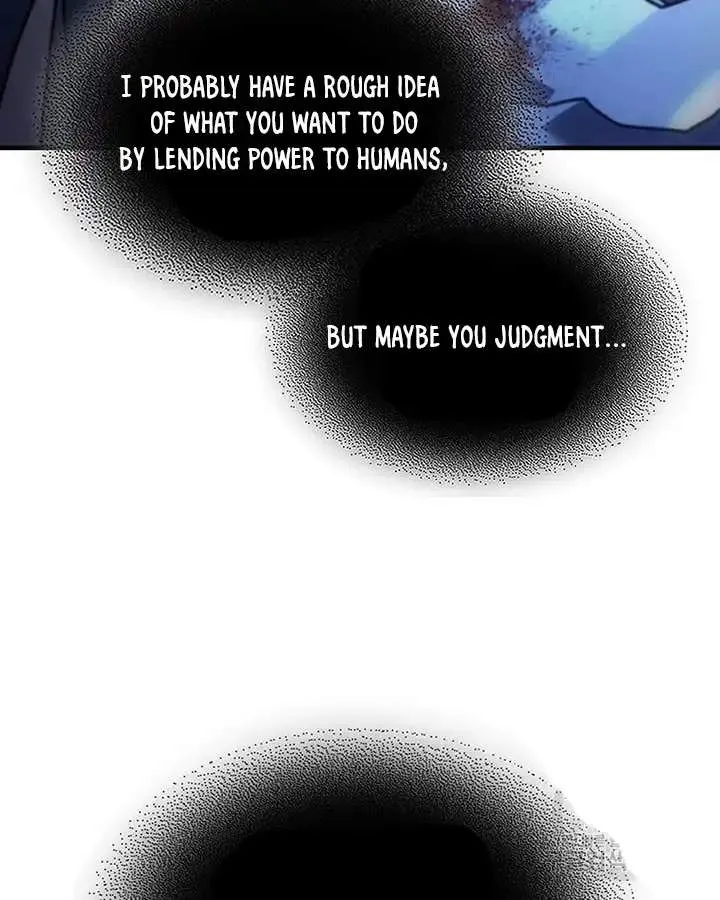 I PROBABLY HAVE A ROUGH IDEA
OF WHAT YOU WANT TO DO
BY LENDING POWER TO HUMANS,
BUT MAYBE YOU JUDGMENT...